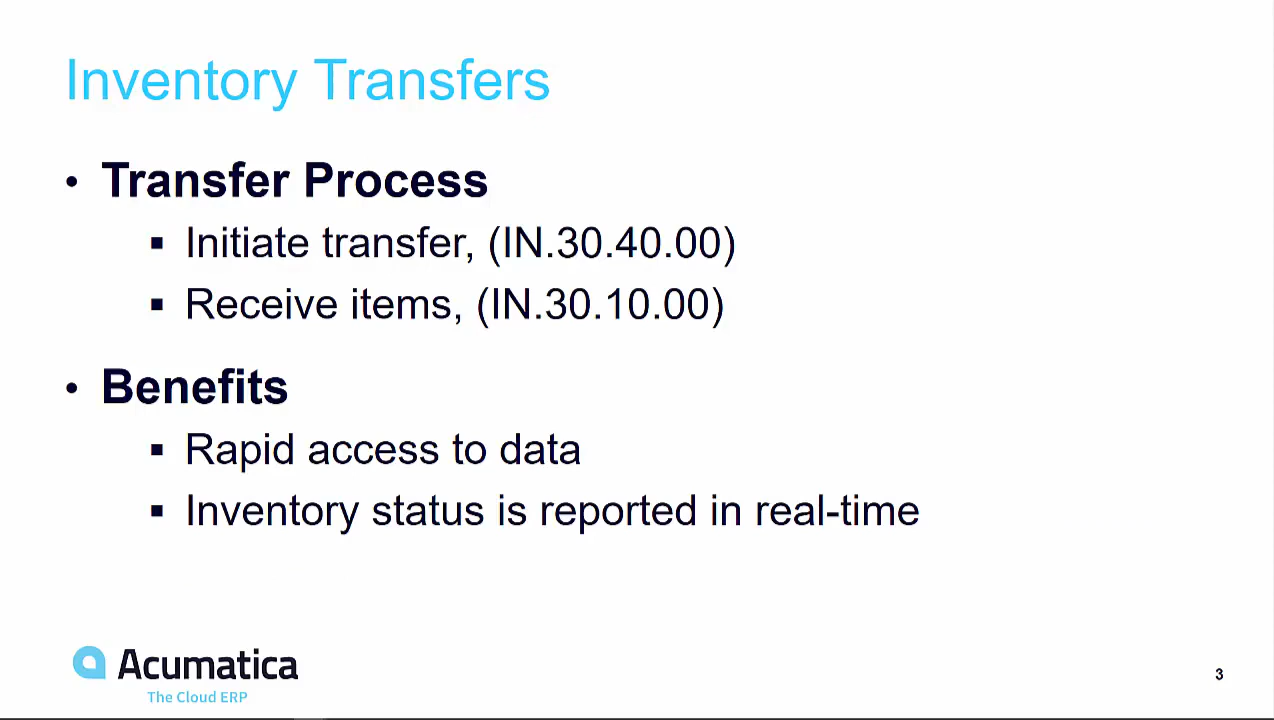 Inventory Transfers
• Transfer Process
▪ Initiate transfer, (IN.30.40.00)
▪ Receive items, (IN.30.10.00)
• Benefits
▪ Rapid access to data
▪ Inventory status is reported in real-time
Acumatica
The Cloud ERP
3